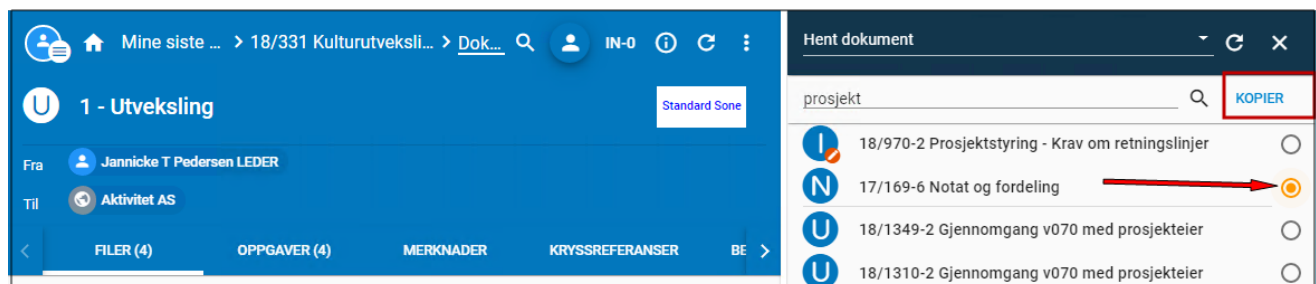 Mine siste ... > 18/331 Kulturutveksli... > Dok... IN-0
U 1 - Utveksling Standard Sone
Fra Jannicke T Pedersen LEDER
Til Aktivitet AS
< FILER (4) OPPGAVER (4) MERKNADER KRYSSREFERANSER BE >
Hent dokument
prosjekt KOPIER
I 18/970-2 Prosjektstyring - Krav om retningslinjer
N 17/169-6 Notat og fordeling
U 18/1349-2 Gjennomgang v070 med prosjekteier
U 18/1310-2 Gjennomgang v070 med prosjekteier